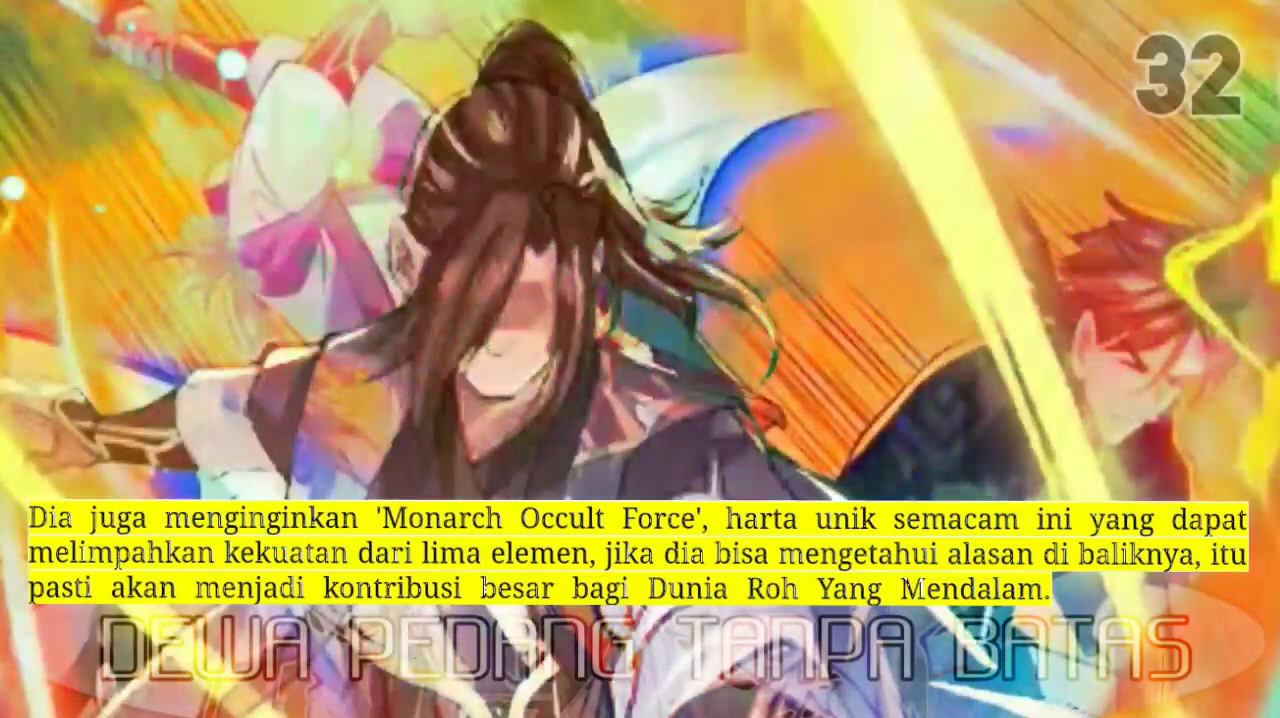 32
Dia juga menginginkan 'Monarch Occult Force', harta unik semacam ini yang dapat
melimpahkan kekuatan dari lima elemen, jika dia bisa mengetahui alasan di baliknya, itu
pasti akan menjadi kontribusi besar bagi Dunia Roh Yang Mendalam.
DEWA PEDANG TANPA BATAS